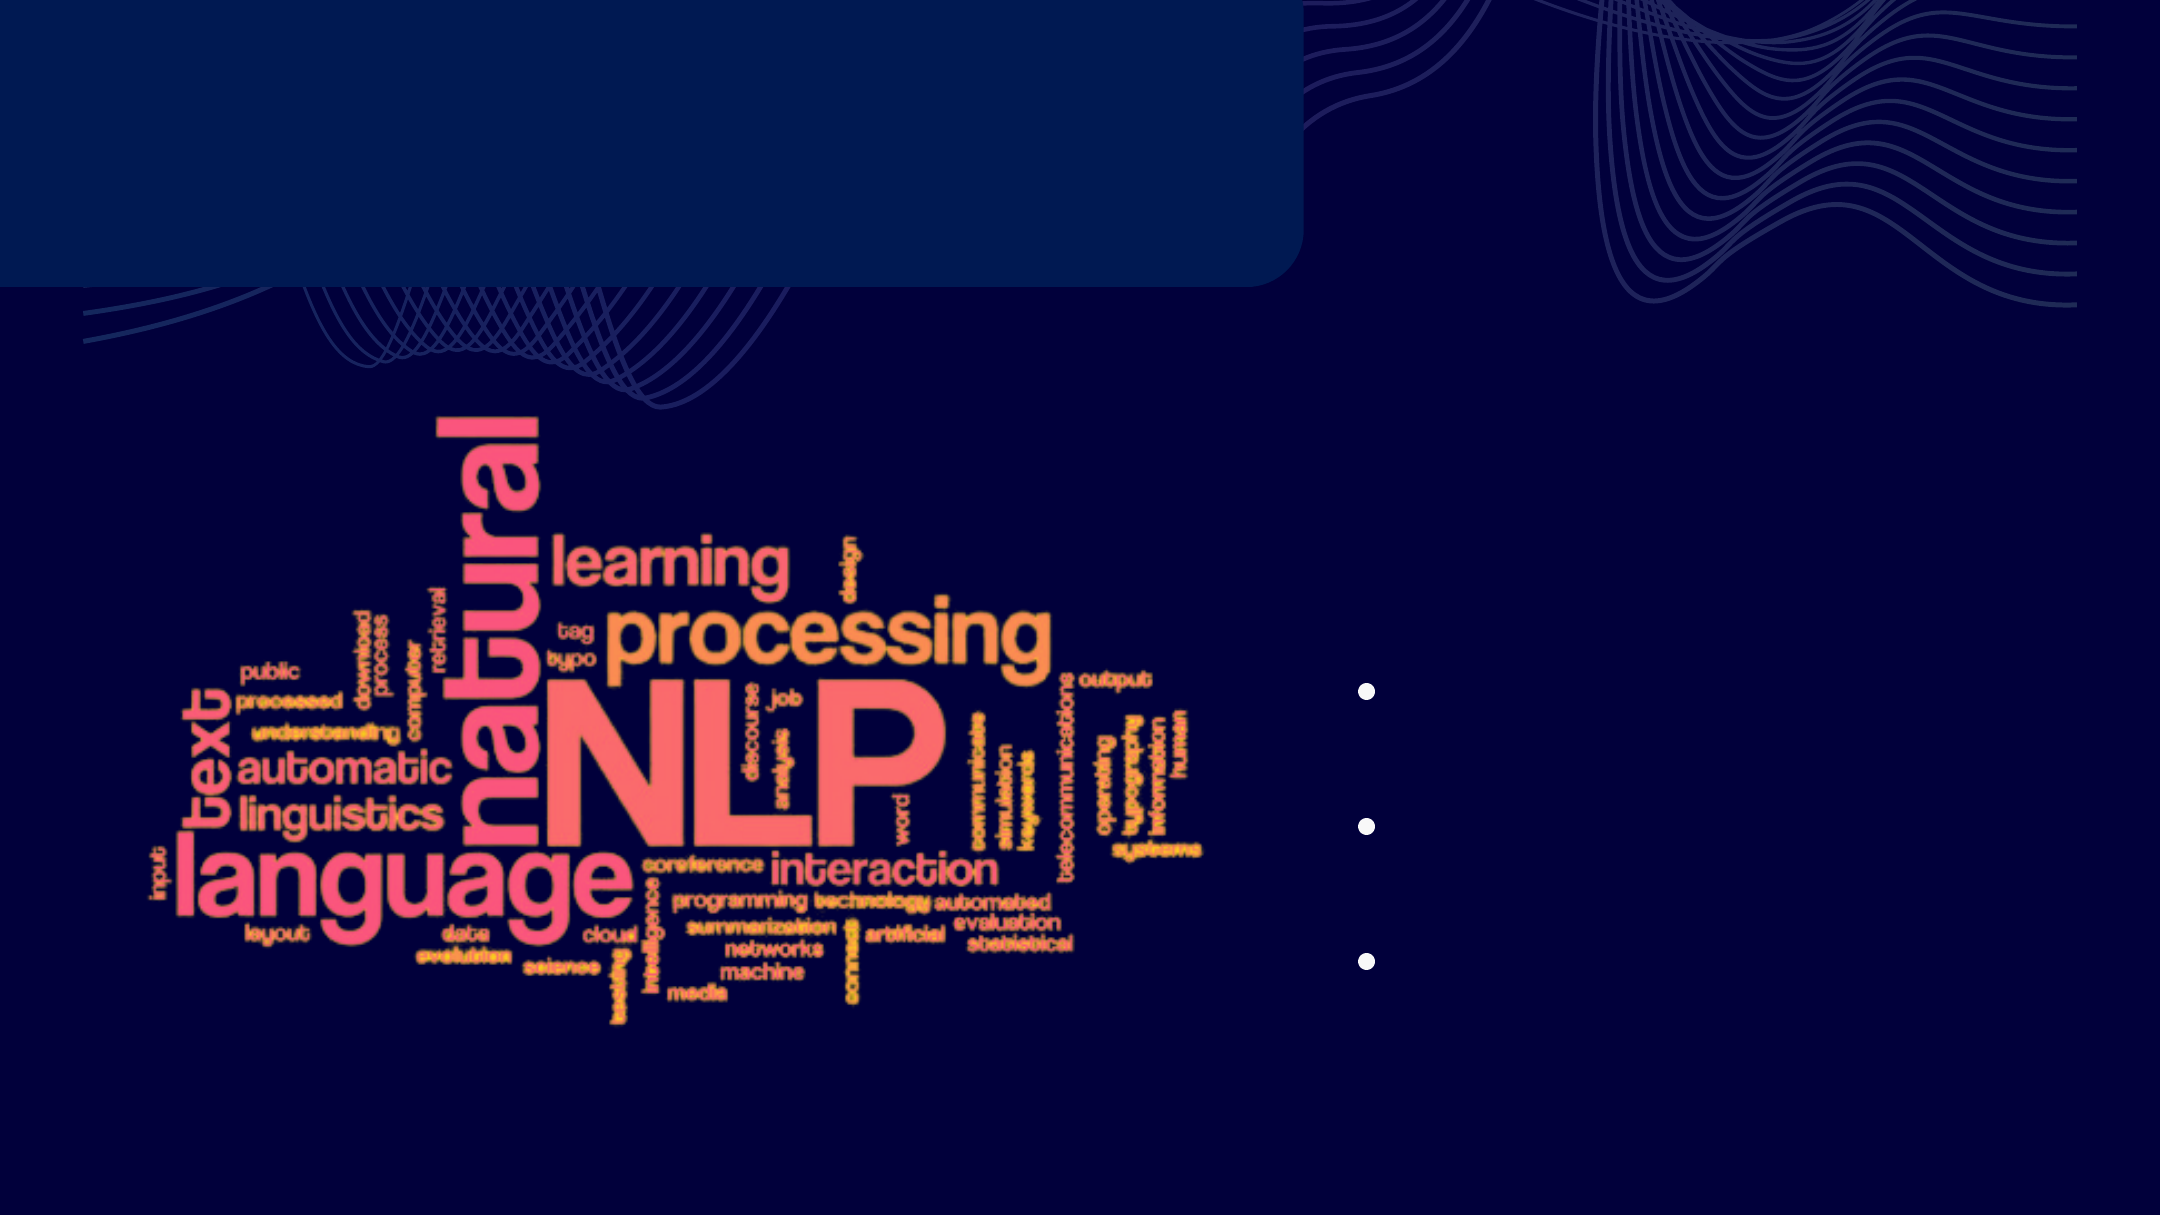 natural
learning
design
processing
retrieval
download
process
computer
tag
typo
public
processed
understanding
text
automatic
linguistics
NLP
discourse
job
analysis
word
communicate
simulation
keywords
telecommunications
output
operating
typography
information
human
systems
input
language
coreference
interaction
intelligence
programming technology automated
summarization
artificial
evaluation
statistical
networks
machine
media
connect
layout
data
cloud
evolution
science